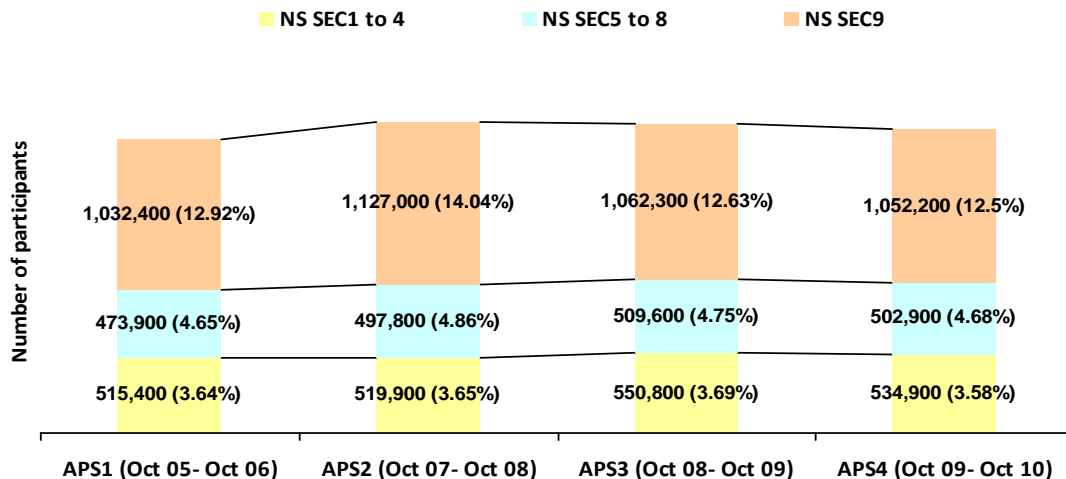 NS SEC1 to 4 NS SEC5 to 8 NS SEC9
Number of participants
1,032,400 (12.92%) 1,127,000 (14.04%) 1,062,300 (12.63%) 1,052,200 (12.5%)
473,900 (4.65%) 497,800 (4.86%) 509,600 (4.75%) 502,900 (4.68%)
515,400 (3.64%) 519,900 (3.65%) 550,800 (3.69%) 534,900 (3.58%)
APS1 (Oct 05- Oct 06) APS2 (Oct 07- Oct 08) APS3 (Oct 08- Oct 09) APS4 (Oct 09- Oct 10)